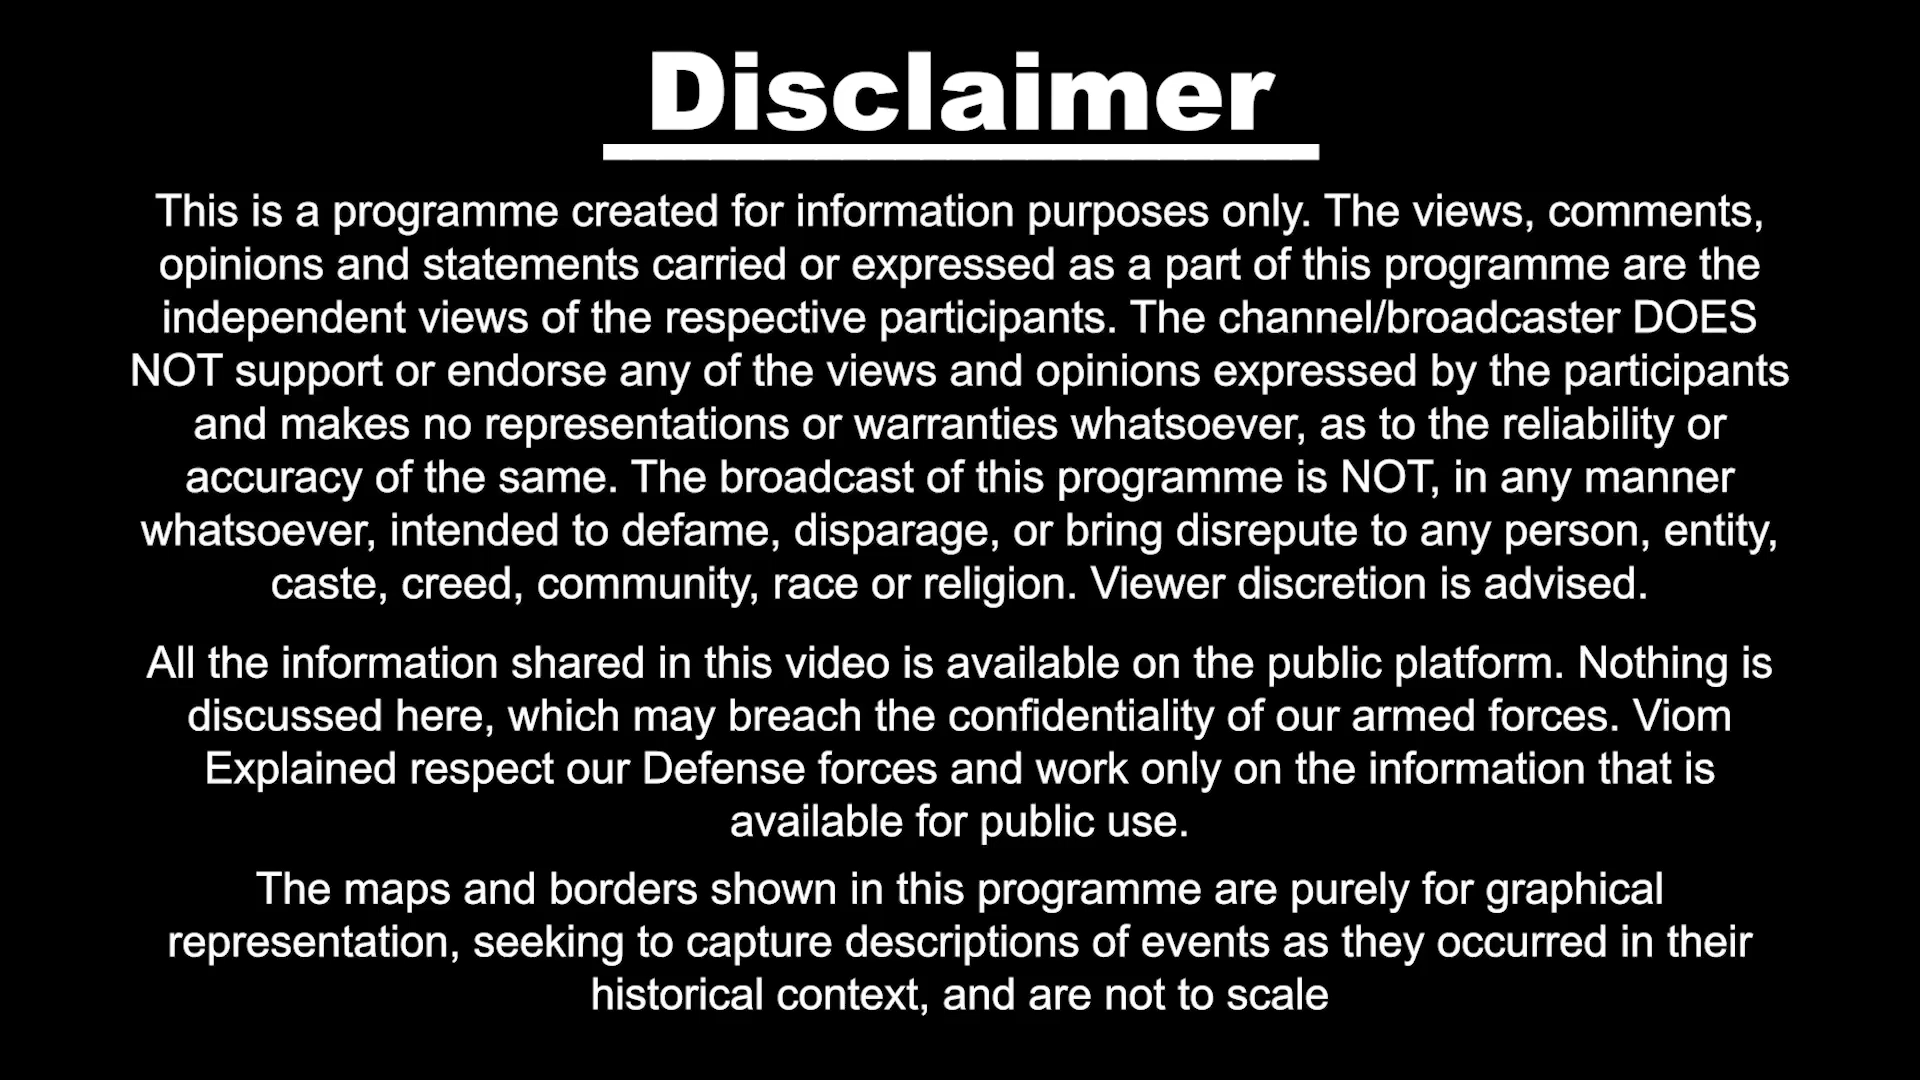 Disclaimer
This is a programme created for information purposes only. The views, comments,
opinions and statements carried or expressed as a part of this programme are the
independent views of the respective participants. The channel/broadcaster DOES
NOT support or endorse any of the views and opinions expressed by the participants
and makes no representations or warranties whatsoever, as to the reliability or
accuracy of the same. The broadcast of this programme is NOT, in any manner
whatsoever, intended to defame, disparage, or bring disrepute to any person, entity,
caste, creed, community, race or religion. Viewer discretion is advised.
All the information shared in this video is available on the public platform. Nothing is
discussed here, which may breach the confidentiality of our armed forces. Viom
Explained respect our Defense forces and work only on the information that is
available for public use.
The maps and borders shown in this programme are purely for graphical
representation, seeking to capture descriptions of events as they occurred in their
historical context, and are not to scale